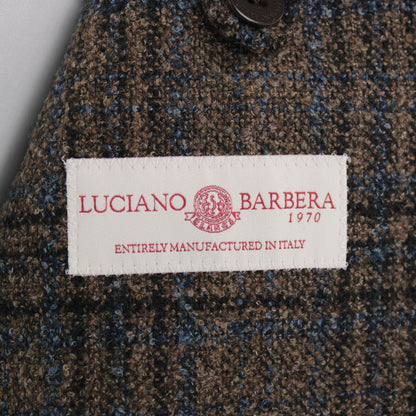 LUCIANO BARBERA
1970
ENTIRELY MANUFACTURED IN ITALY